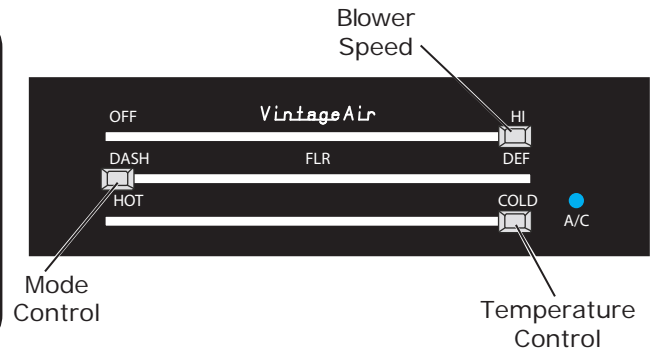 Blower
Speed
OFF VintageAir HI
DASH FLR DEF
HOT COLD
A/C
Mode
Control
Temperature
Control